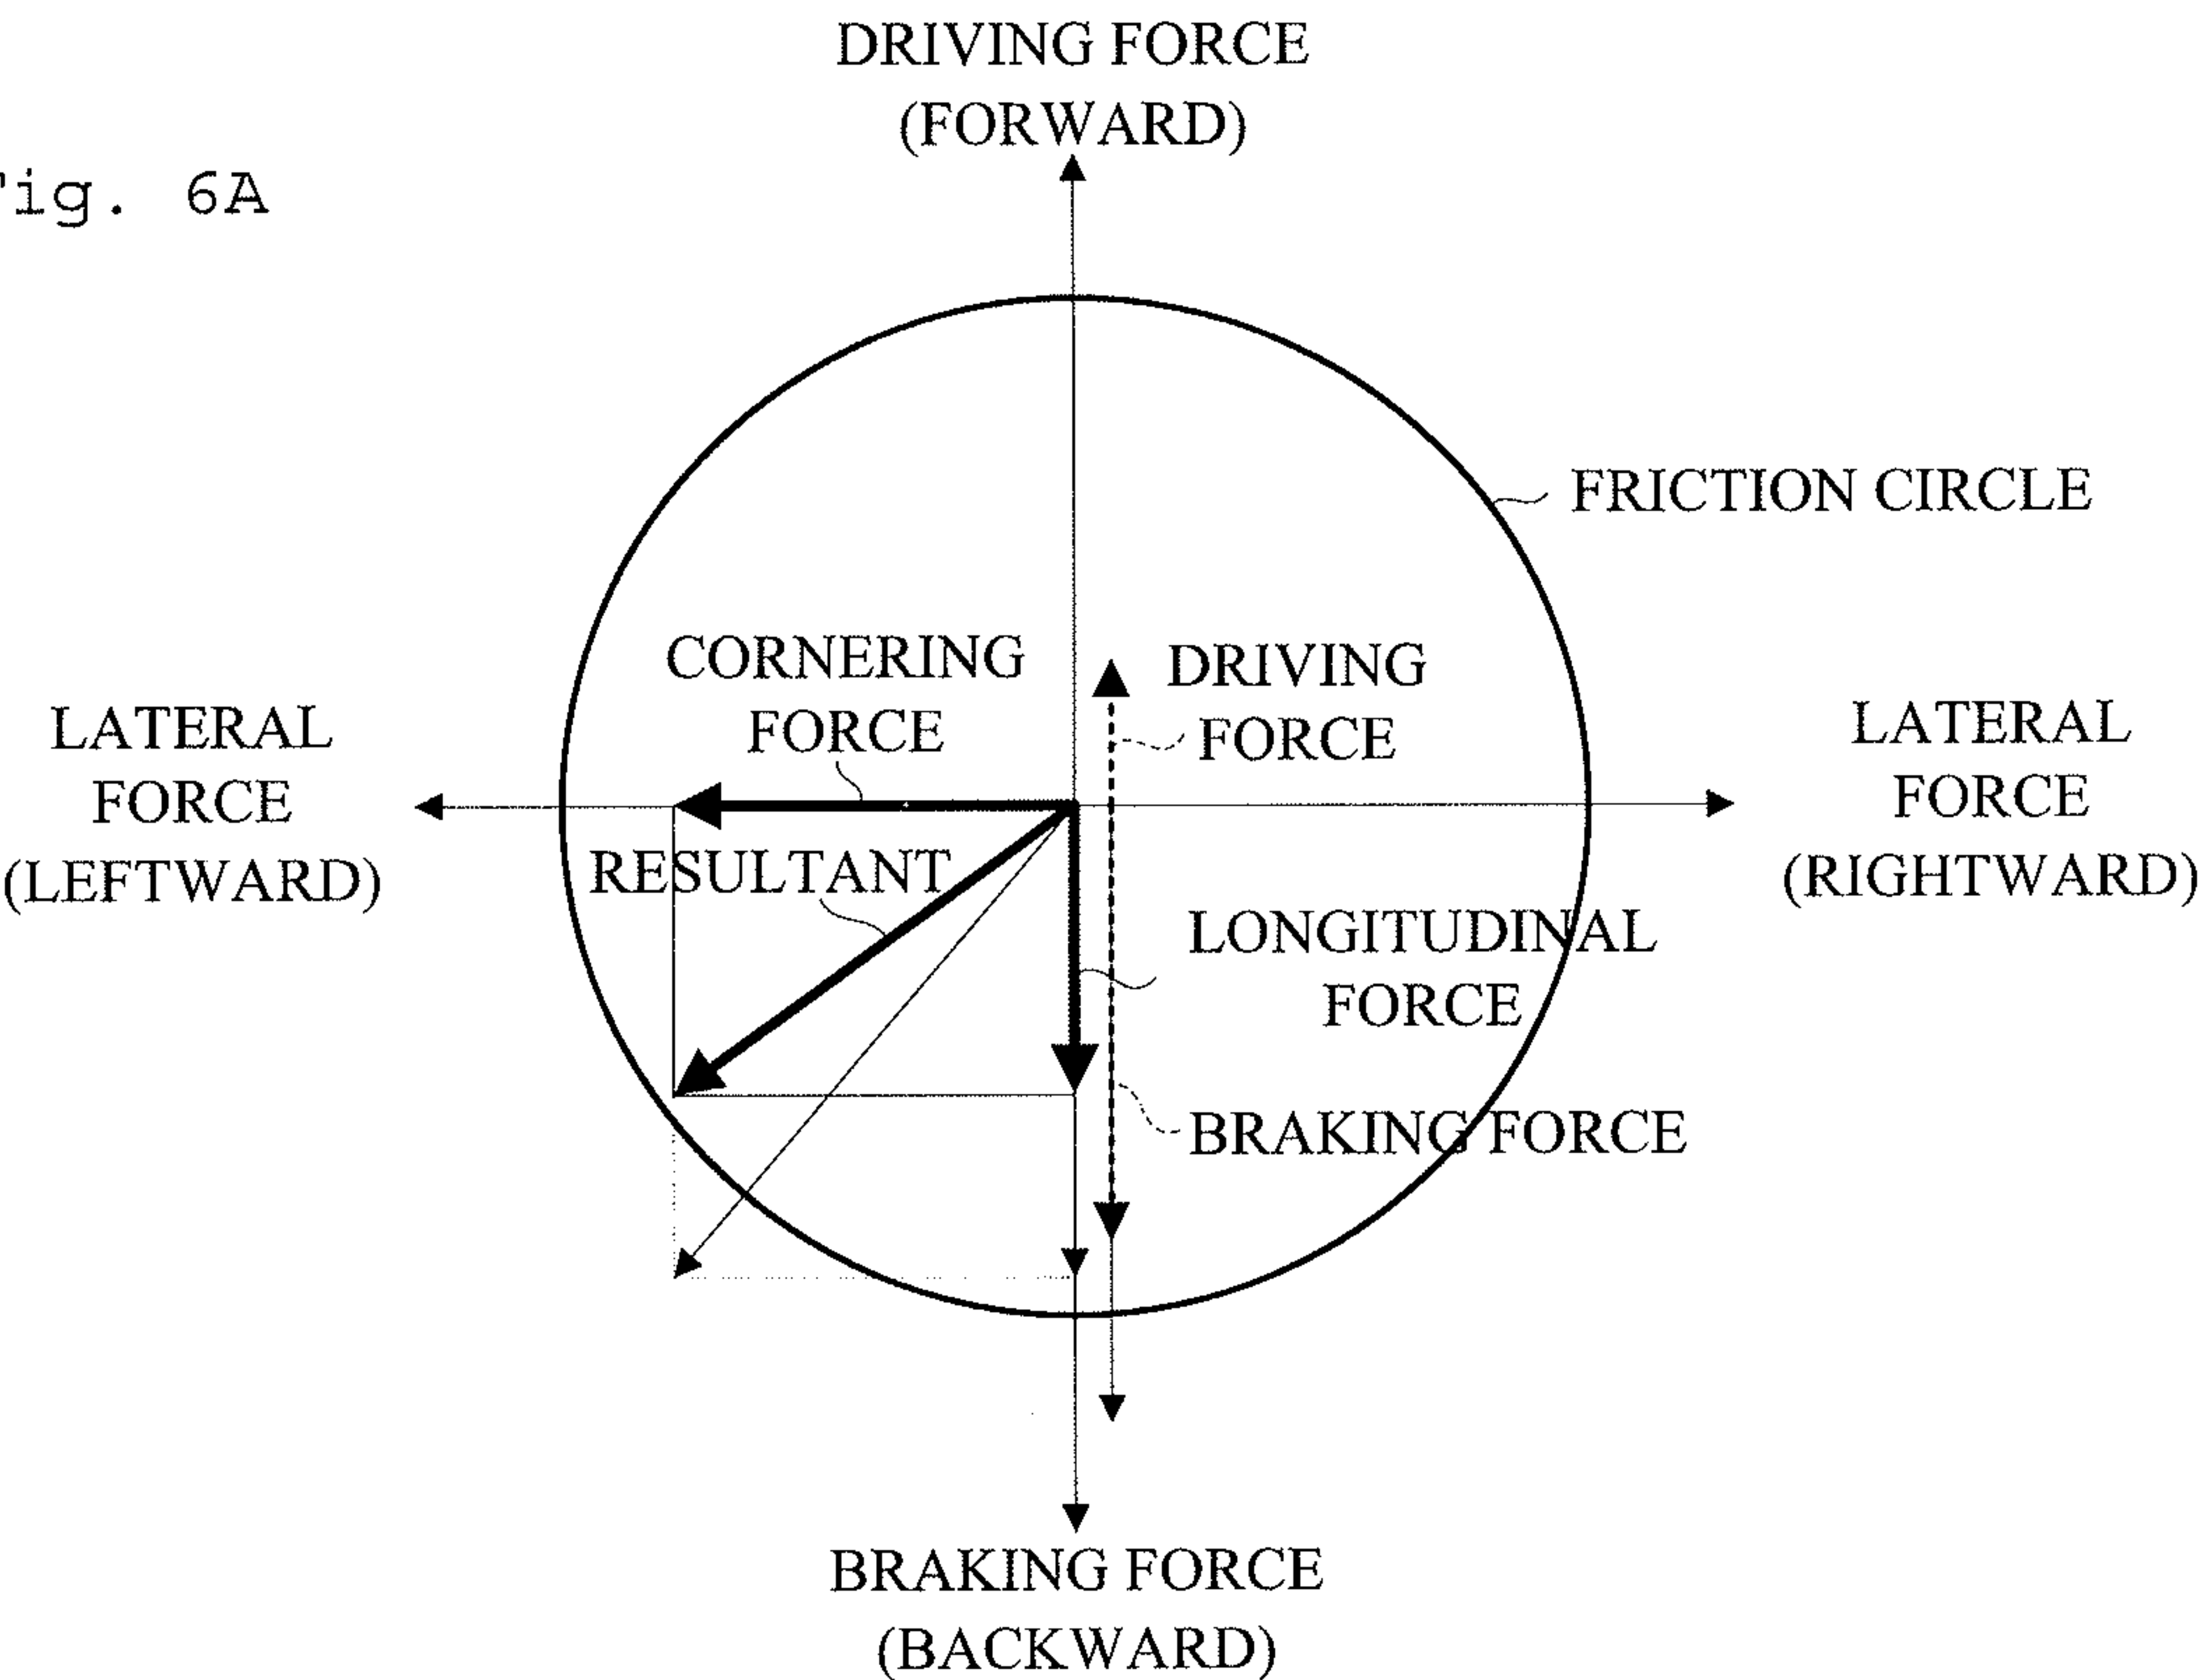 DRIVING FORCE
(FORWARD)
Fig. 6A
FRICTION CIRCLE
CORNERING
FORCE
DRIVING
FORCE
LATERAL
FORCE
(LEFTWARD)
LATERAL
FORCE
(RIGHTWARD)
RESULTANT
LONGITUDINAL
FORCE
BRAKING FORCE
BRAKING FORCE
(BACKWARD)